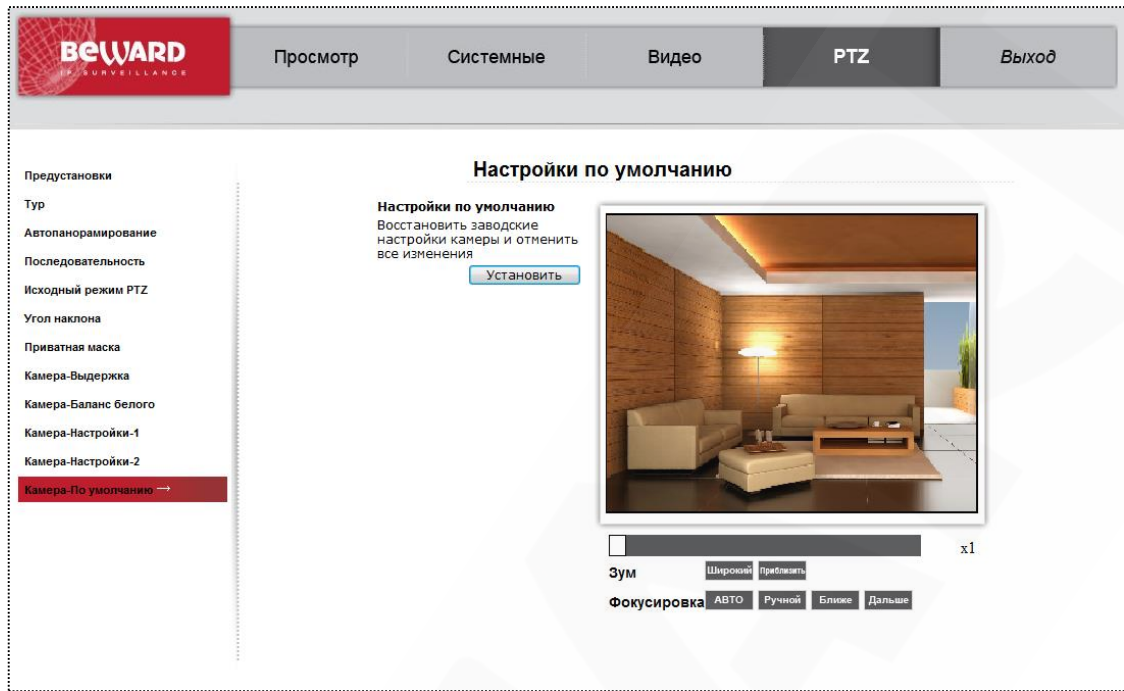 BEWARD
IP SURVEILLANCE
Просмотр
Системные
Видео
PTZ
Выход
Предустановки
Тур
Автопанорамирование
Последовательность
Исходный режим PTZ
Угол наклона
Приватная маска
Камера-Выдержка
Камера-Баланс белого
Камера-Настройки-1
Камера-Настройки-2
Камера-По умолчанию →
Настройки по умолчанию
Настройки по умолчанию
Восстановить заводские
настройки камеры и отменить
все изменения
Установить
x1
Зум
Широкий
Приблизить
Фокусировка
АВТО
Ручной
Ближе
Дальше